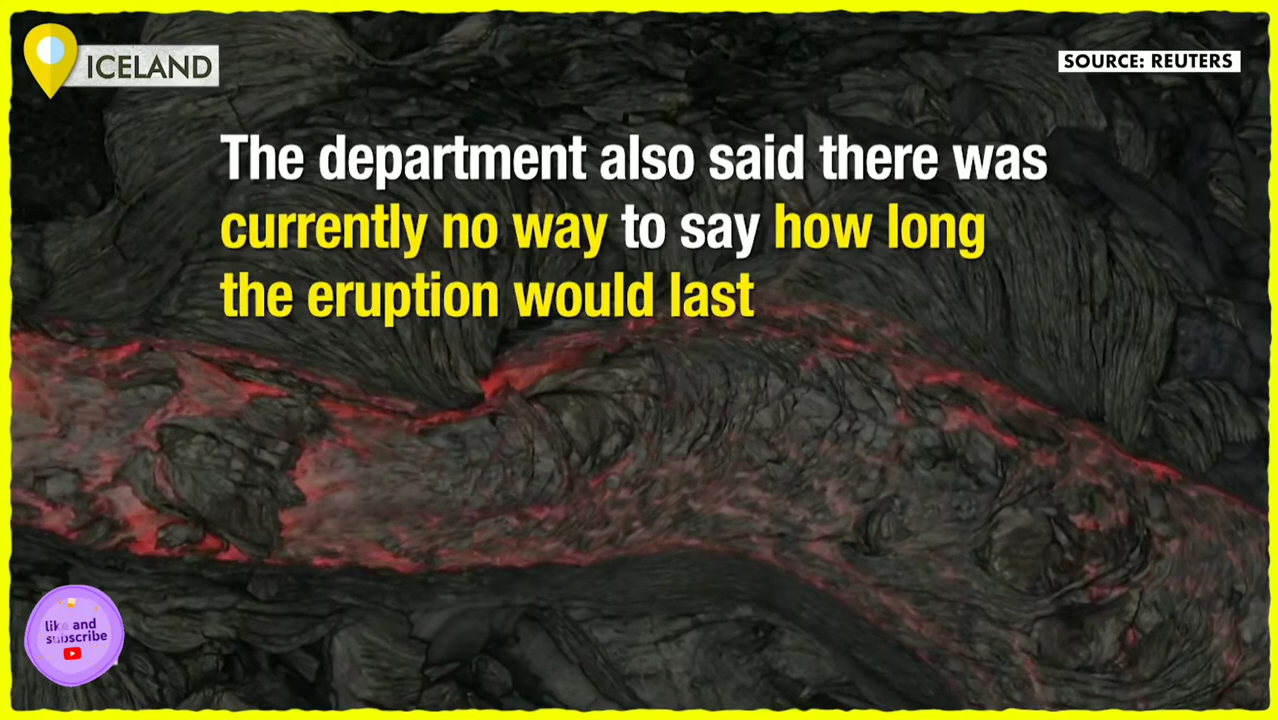 ICELAND
SOURCE: REUTERS
The department also said there was
currently no way to say how long
the eruption would last
like and
subscribe